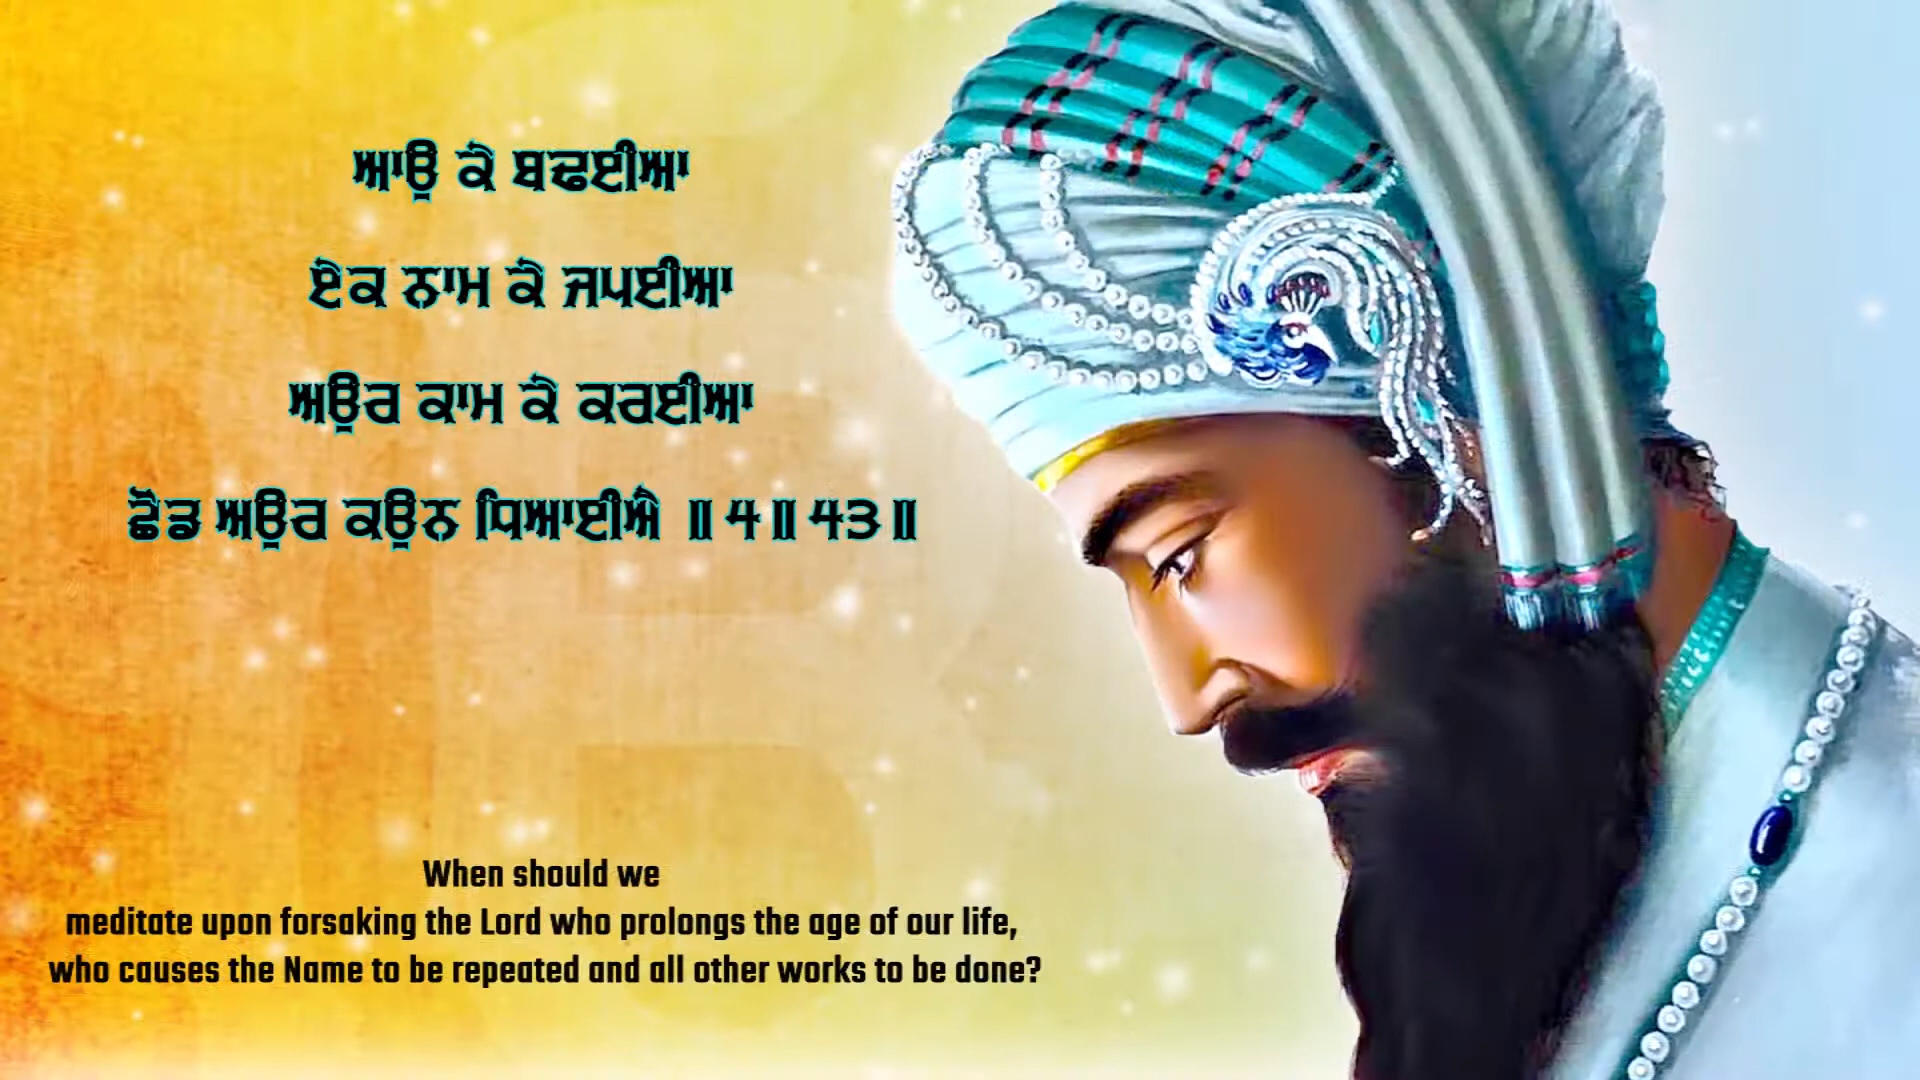 ਆਉ ਕੇ ਬਢਈਆ
ਏਕ ਨਾਮ ਕੇ ਜਪਈਆ
ਅਉਰ ਕਾਮ ਕੇ ਕਰਈਆ
ਛੋਡ ਅਉਰ ਕਉਨ ਧਿਆਈਐ ॥੪॥੪੩॥
When should we
meditate upon forsaking the Lord who prolongs the age of our life,
who causes the Name to be repeated and all other works to be done?